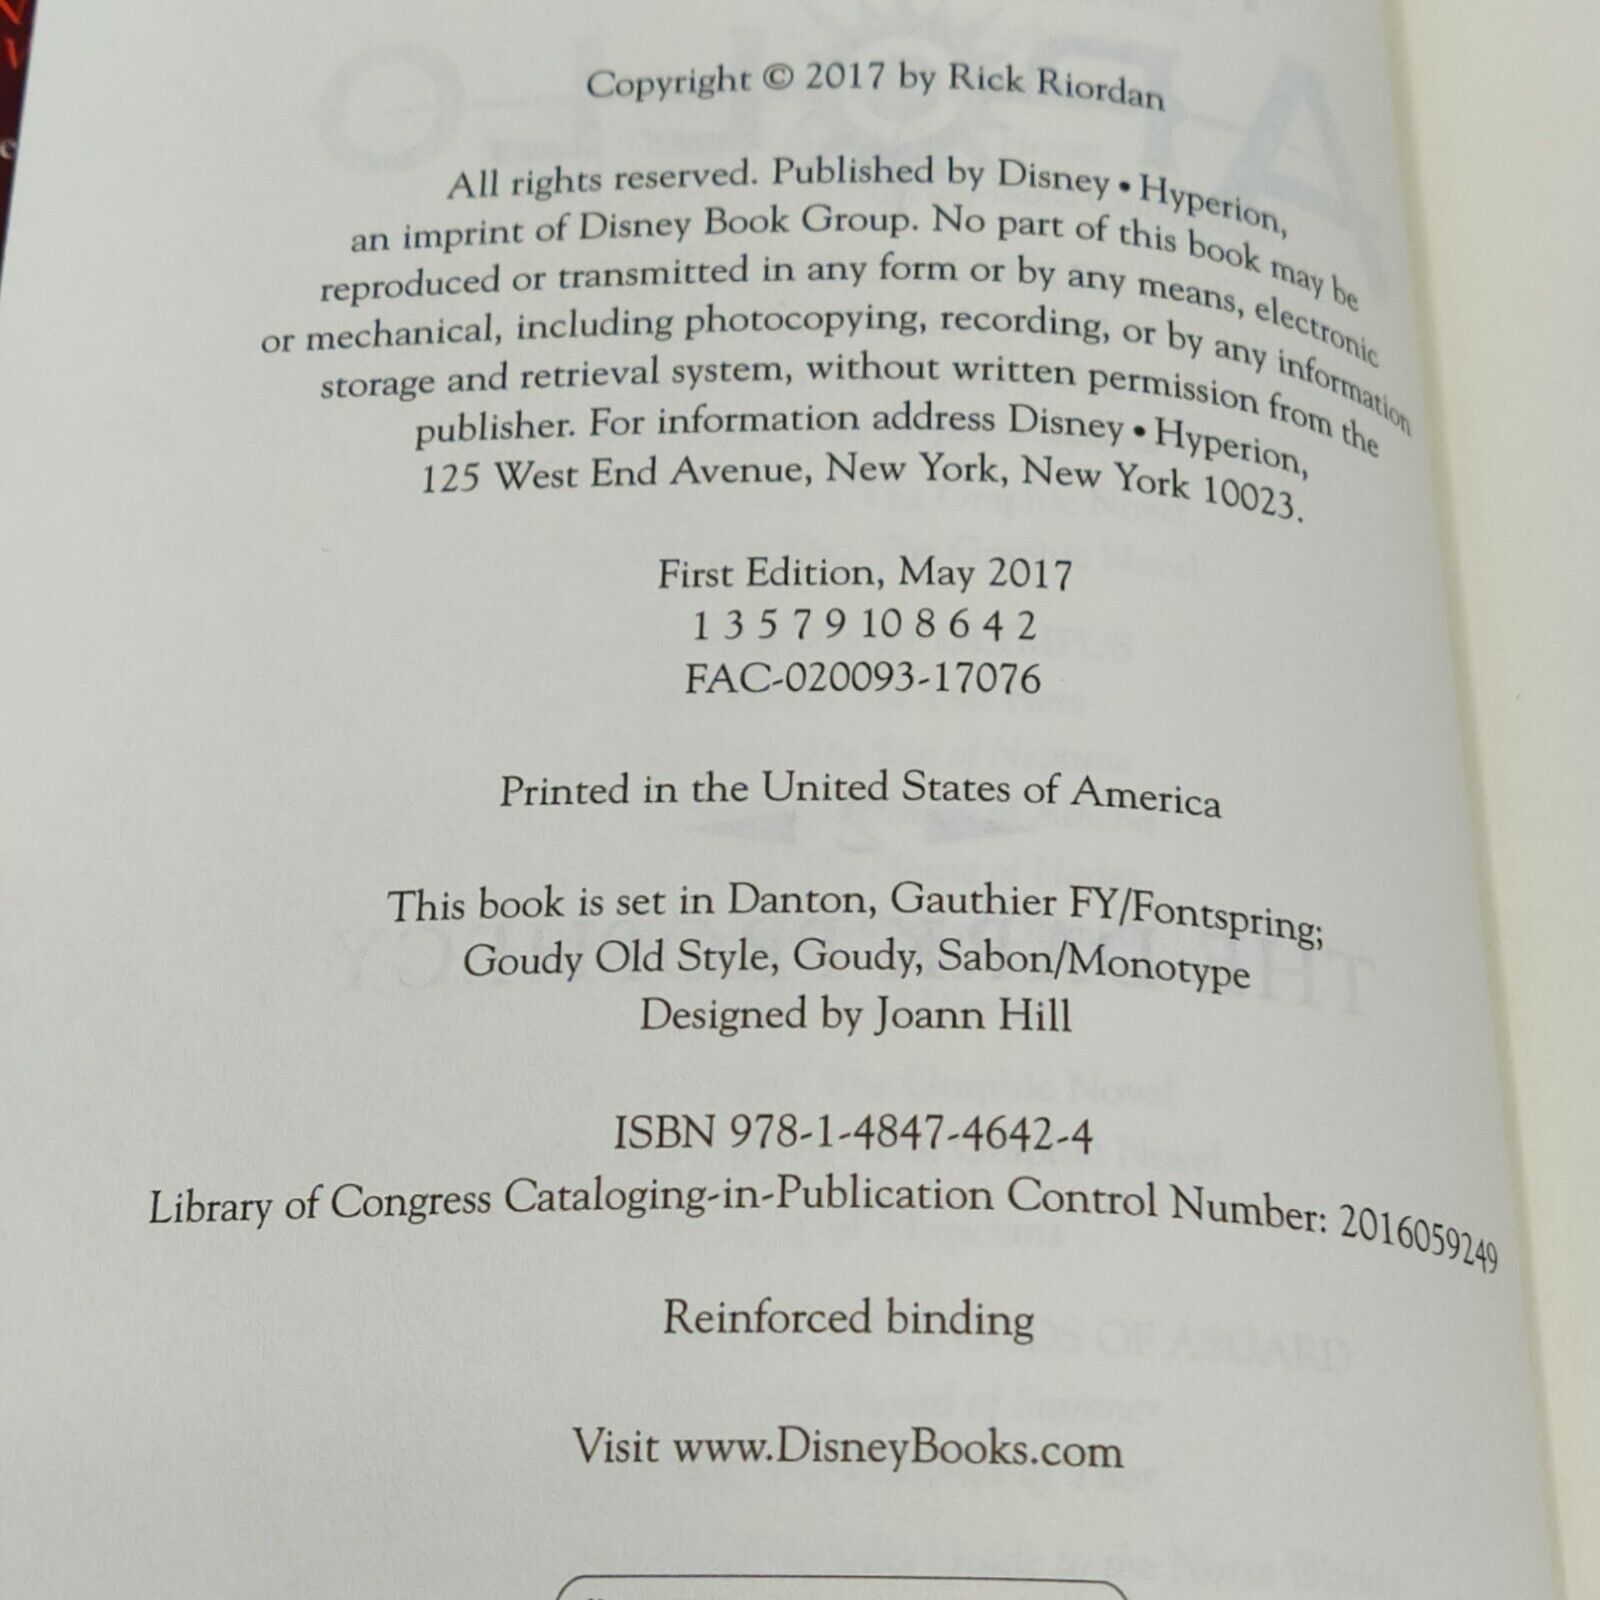 Copyright © 2017 by Rick Riordan
All rights reserved. Published by Disney • Hyperion,
an imprint of Disney Book Group. No part of this book may be
reproduced or transmitted in any form or by any means, electronic
or mechanical, including photocopying, recording, or by any information
storage and retrieval system, without written permission from the
publisher. For information address Disney • Hyperion,
125 West End Avenue, New York, New York 10023.
First Edition, May 2017
1 3 5 7 9 10 8 6 4 2
FAC-020093-17076
Printed in the United States of America
This book is set in Danton, Gauthier FY/Fontspring;
Goudy Old Style, Goudy, Sabon/Monotype
Designed by Joann Hill
ISBN 978-1-4847-4642-4
Library of Congress Cataloging-in-Publication Control Number: 2016059249
Reinforced binding
Visit www.DisneyBooks.com